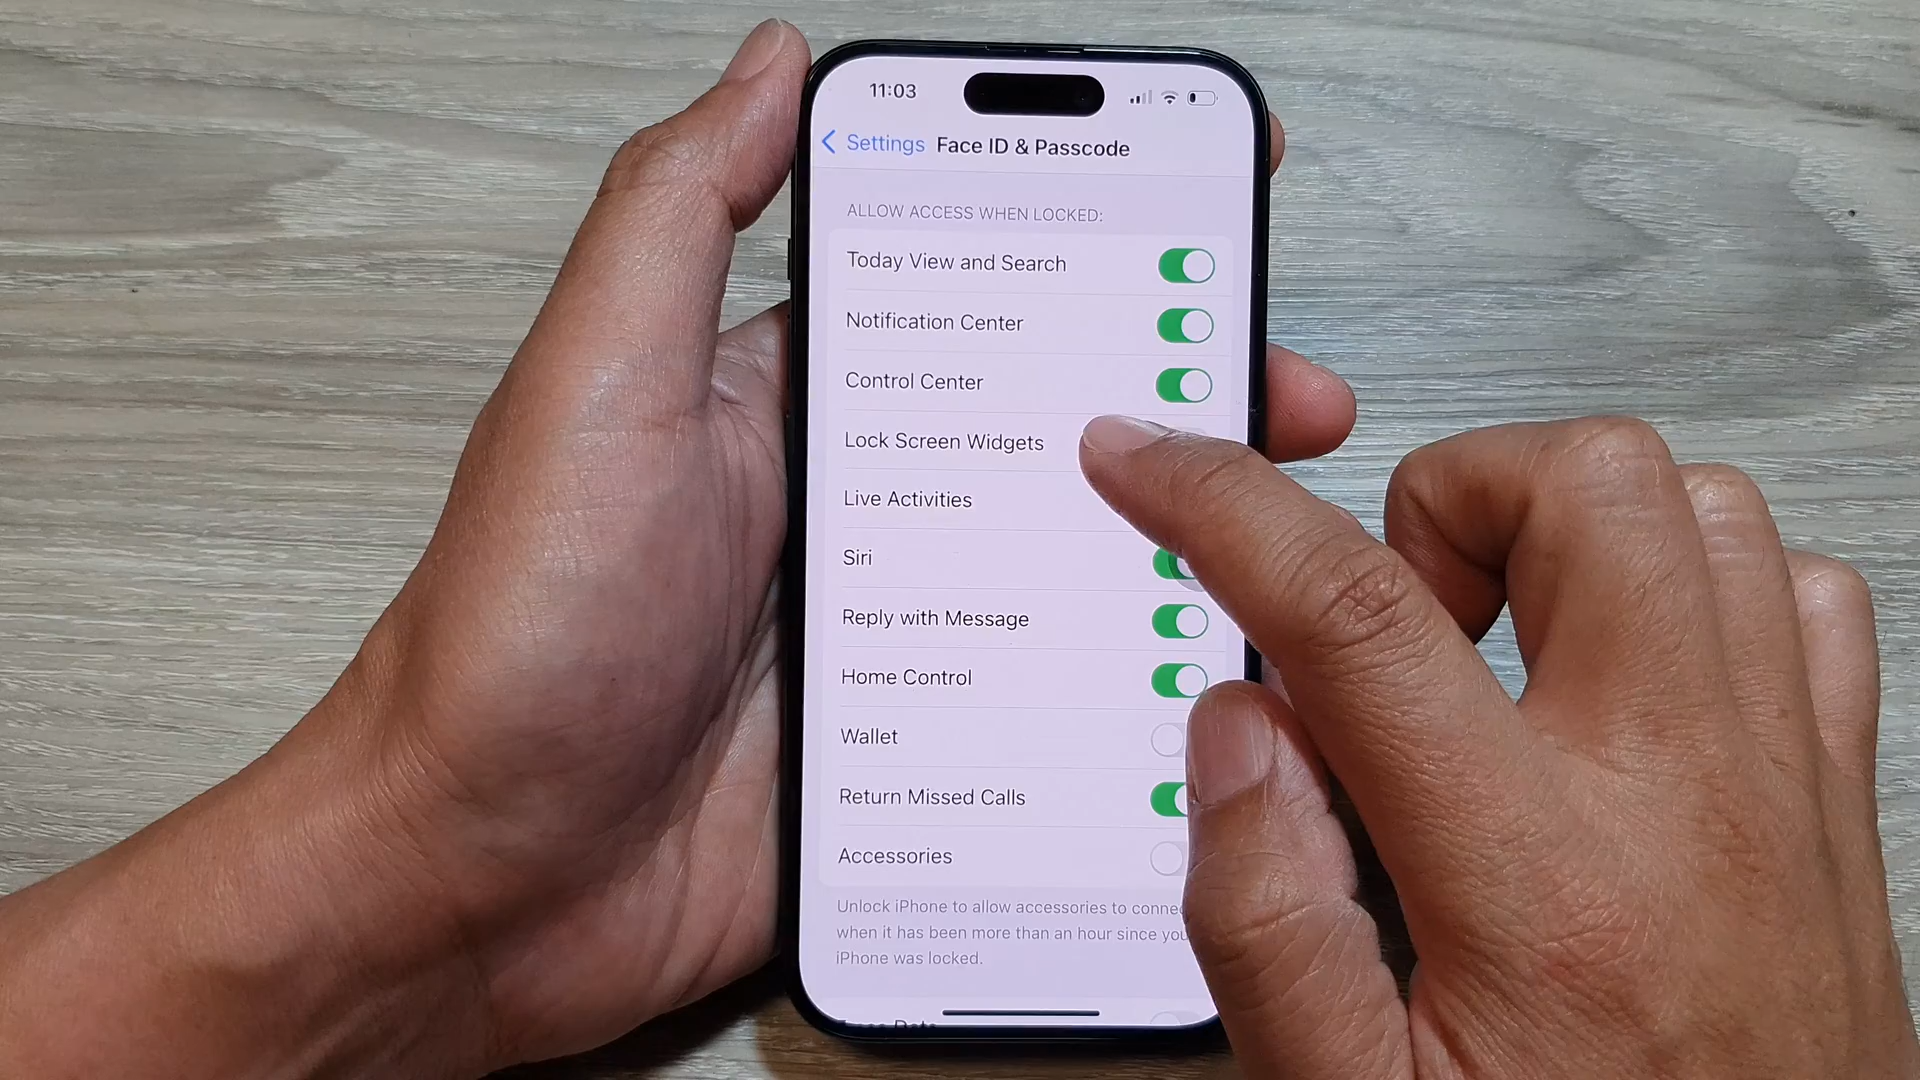 11:03
Settings Face ID & Passcode
ALLOW ACCESS WHEN LOCKED:
Today View and Search
Notification Center
Control Center
Lock Screen Widgets
Live Activities
Siri
Reply with Message
Home Control
Wallet
Return Missed Calls
Accessories
Unlock iPhone to allow accessories to
when it has been more than an hour since
iPhone was locked.